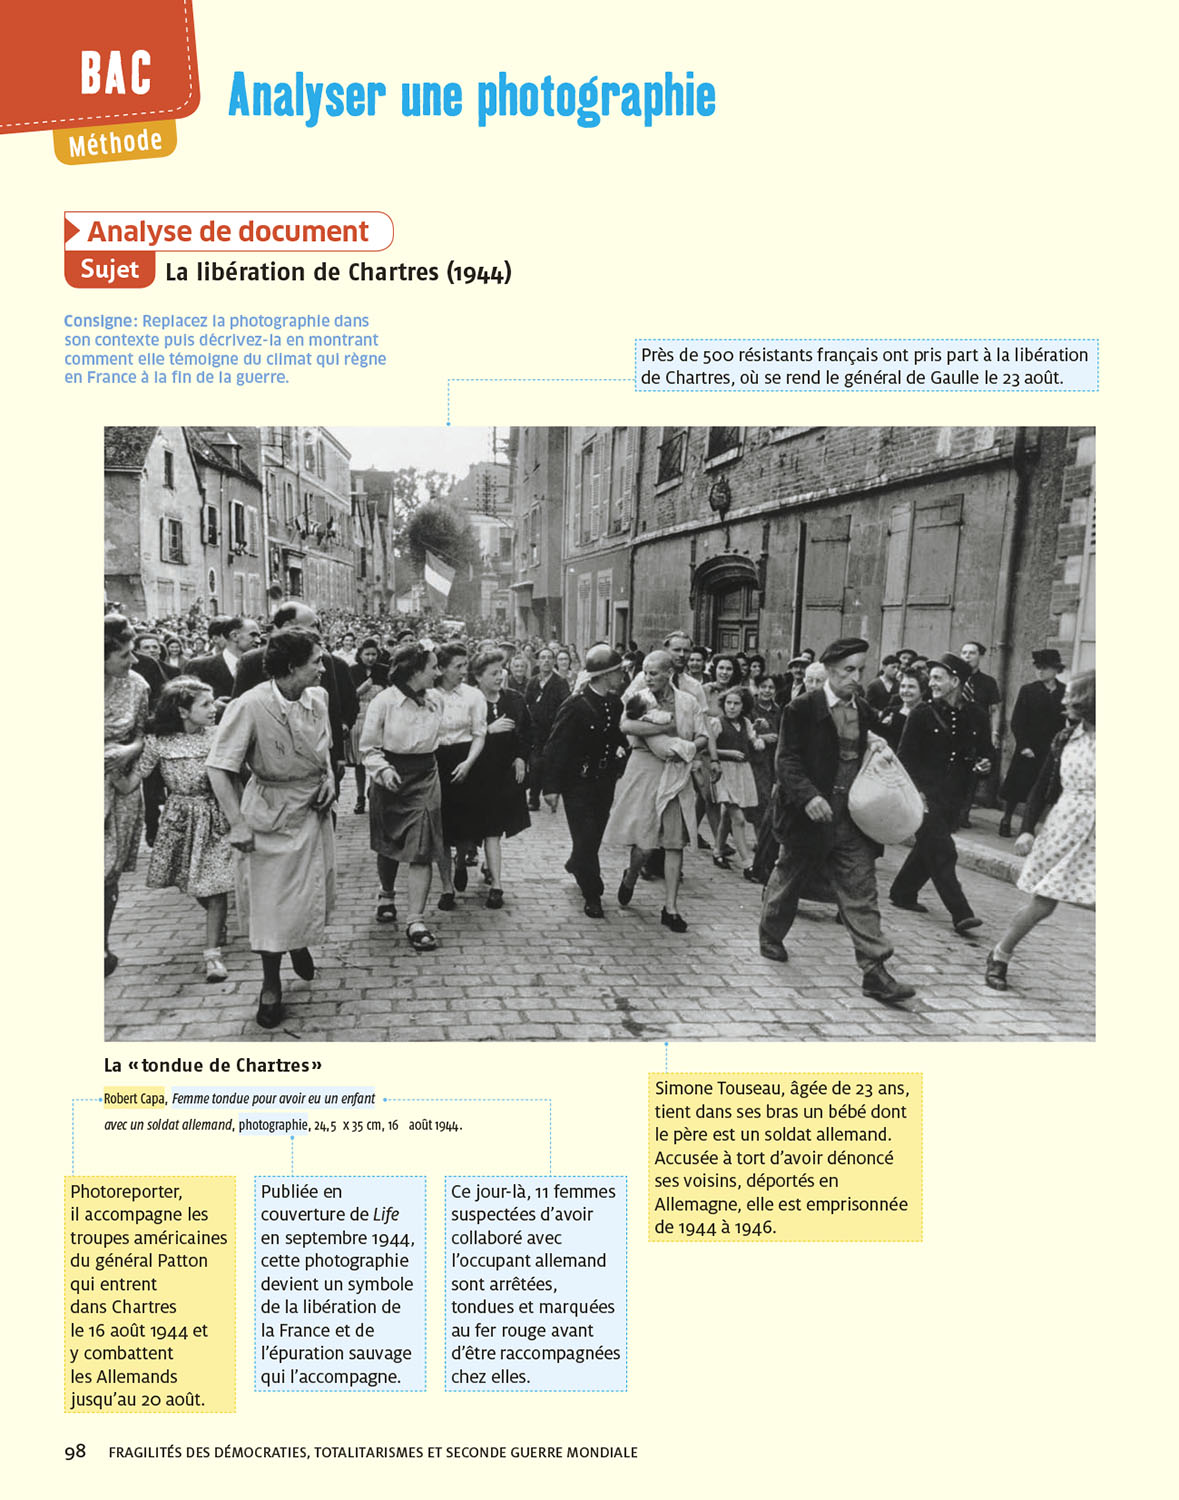 BAC
Méthode
Analyser une photographie
Analyse de document
Sujet La libération de Chartres (1944)
Consigne : Replacez la photographie dans
son contexte puis décrivez-la en montrant
comment elle témoigne du climat qui règne
en France à la fin de la guerre.
Près de 500 résistants français ont pris part à la libération
de Chartres, où se rend le général de Gaulle le 23 août.
La « tondue de Chartres »
Robert Capa, Femme tondue pour avoir eu un enfant
avec un soldat allemand, photographie, 24,5 x 35 cm, 16 août 1944.
Simone Touseau, âgée de 23 ans,
tient dans ses bras un bébé dont
le père est un soldat allemand.
Accusée à tort d’avoir dénoncé
ses voisins, déportés en
Allemagne, elle est emprisonnée
de 1944 à 1946.
Photoreporter,
il accompagne les
troupes américaines
du général Patton
qui entrent
dans Chartres
le 16 août 1944 et
y combattent
les Allemands
jusqu’au 20 août.
Publiée en
couverture de Life
en septembre 1944,
cette photographie
devient un symbole
de la libération de
la France et de
l’épuration sauvage
qui l’accompagne.
Ce jour-là, 11 femmes
suspectées d’avoir
collaboré avec
l’occupant allemand
sont arrêtées,
tondues et marquées
au fer rouge avant
d’être raccompagnées
chez elles.
98 FRAGILITÉS DES DÉMOCRATIES, TOTALITARISMES ET SECONDE GUERRE MONDIALE